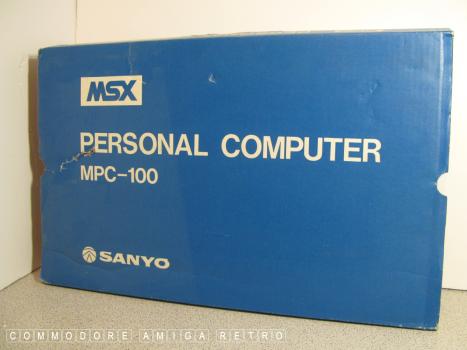 MSX
PERSONAL COMPUTER
MPC-100
SANYO
COMMODORE AMIGA RETRO